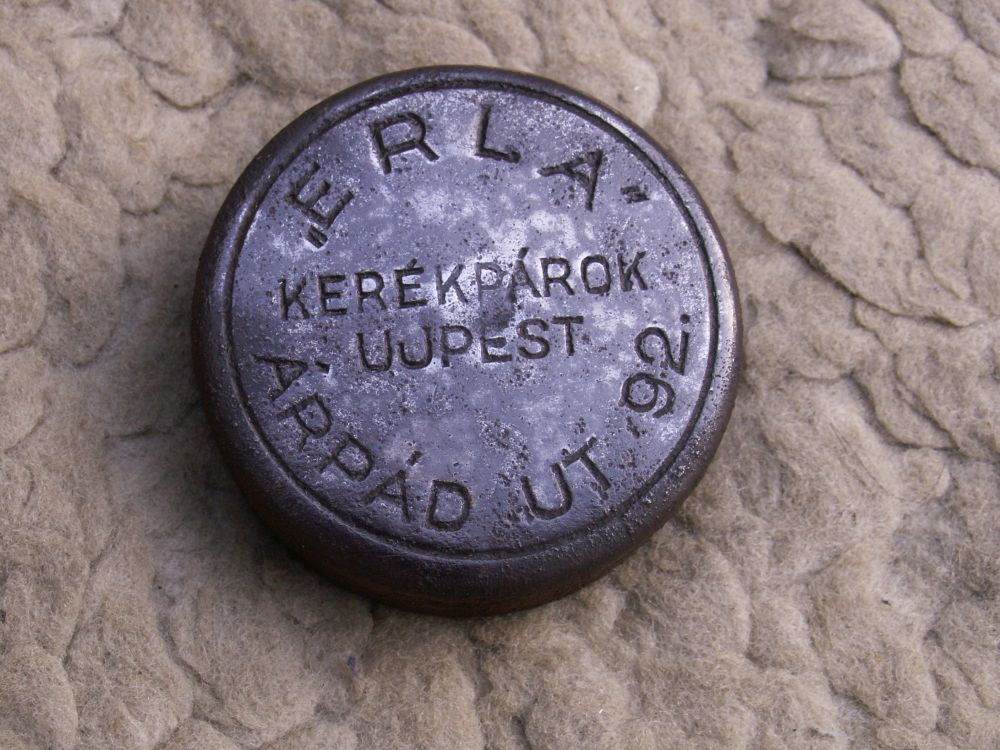 „ERLA"
KERÉKPÁROK
UJPEST
ÁRPÁD UT 92.